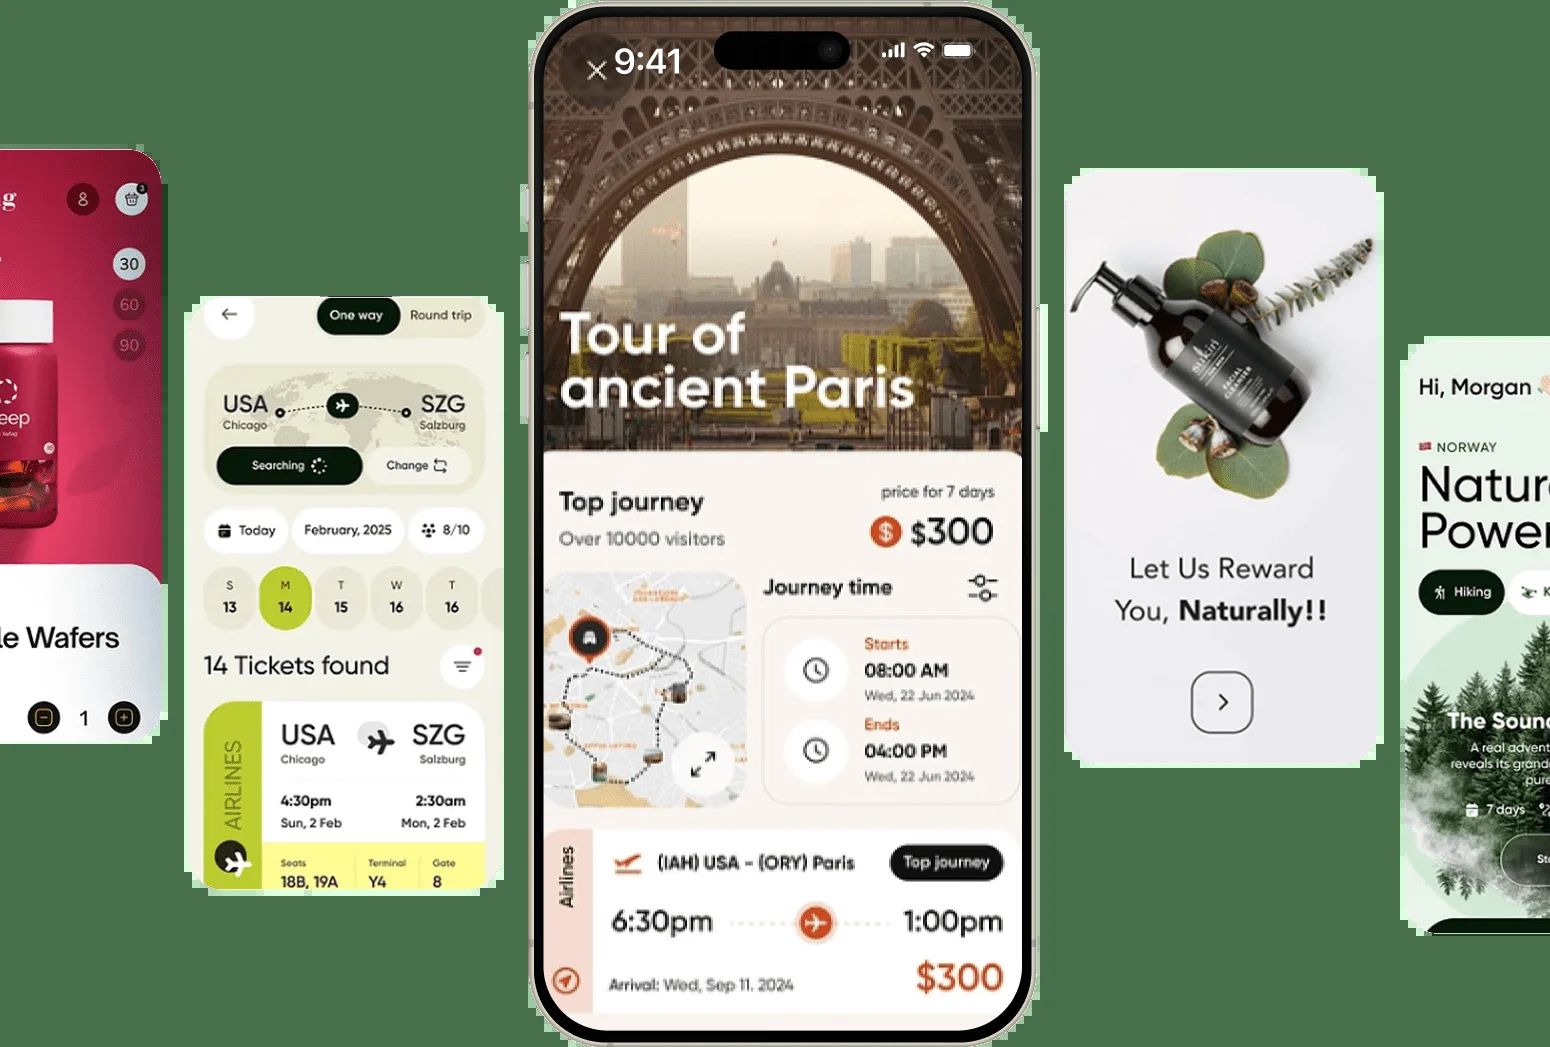 30
60
90
eep
le Wafers
1
One way
Round trip
USA
SZG
Chicago
Salzburg
Searching
Change
Today
February, 2025
8/10
S
M
T
W
T
13
14
15
16
16
14 Tickets found
AIRLINES
USA
SZG
Chicago
Salzburg
4:30pm
2:30am
Sun, 2 Feb
Mon, 2 Feb
Seats
Terminal
Gate
18B, 19A
Y4
8
9:41
Tour of
ancient Paris
Top journey
price for 7 days
Over 10000 visitors
$300
Journey time
Starts
08:00 AM
Wed, 22 Jun 2024
Ends
04:00 PM
Wed, 22 Jun 2024
Airlines
(IAH) USA - (ORY) Paris
Top journey
6:30pm
1:00pm
Arrival: Wed, Sep 11. 2024
$300
sukin
FACIAL
CLEANSER
Let Us Reward
You, Naturally!!
Hi, Morgan
NORWAY
Natur
Power
Hiking
K
The Soun
A real advent
reveals its grand
pure
7 days
Sta